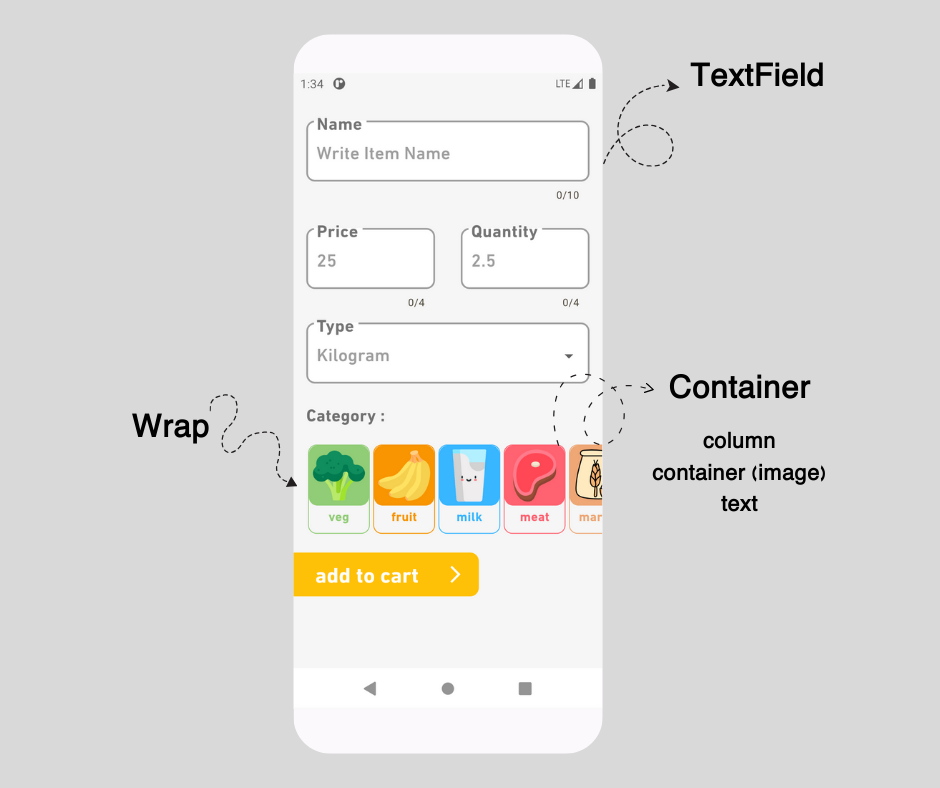 TextField
1:34
LTE
Name
Write Item Name
0/10
Price
Quantity
25
2.5
0/4
0/4
Type
Kilogram
Container
column
container (image)
text
Wrap
Category :
veg
fruit
milk
meat
mar
add to cart